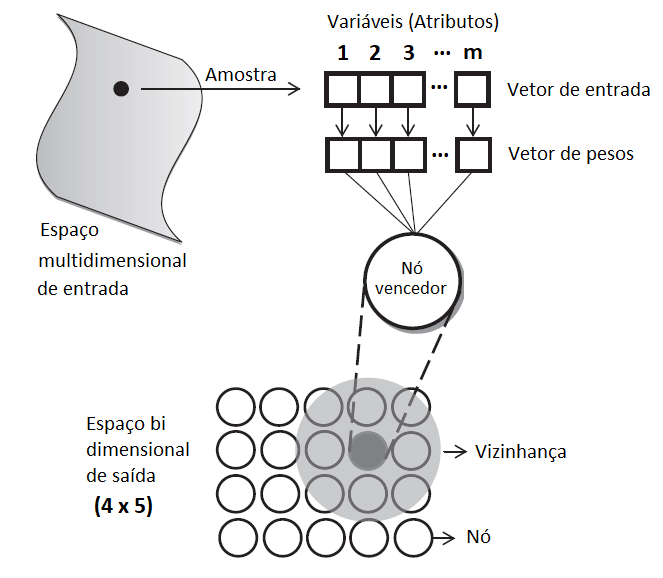 Variáveis (Atributos)
1 2 3 ... m
Amostra
Vetor de entrada
...
Vetor de pesos
...
Espaço
multidimensional
de entrada
Nó
vencedor
Espaço bi
dimensional
de saída
(4 x 5)
Vizinhança
Nó